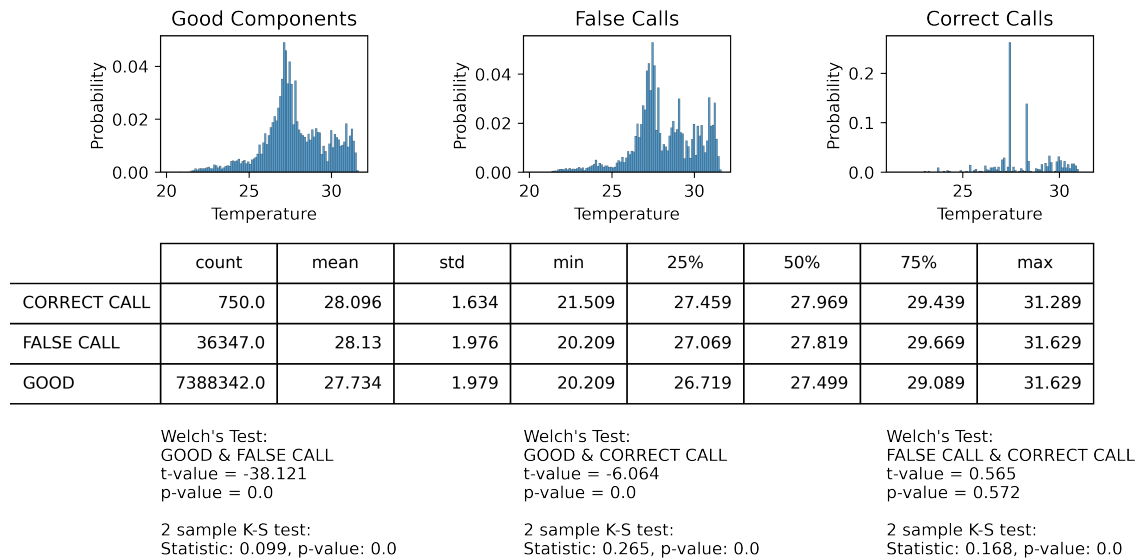 Good Components
False Calls
Correct Calls
Probability
0.04
0.02
0.00
20
25
30
Temperature
Probability
0.04
0.02
0.00
20
25
30
Temperature
Probability
0.2
0.1
0.0
25
30
Temperature
count mean std min 25% 50% 75% max
CORRECT CALL 750.0 28.096 1.634 21.509 27.459 27.969 29.439 31.289
FALSE CALL 36347.0 28.13 1.976 20.209 27.069 27.819 29.669 31.629
GOOD 7388342.0 27.734 1.979 20.209 26.719 27.499 29.089 31.629
Welch's Test:
GOOD & FALSE CALL
t-value = -38.121
p-value = 0.0
2 sample K-S test:
Statistic: 0.099, p-value: 0.0
Welch's Test:
GOOD & CORRECT CALL
t-value = -6.064
p-value = 0.0
2 sample K-S test:
Statistic: 0.265, p-value: 0.0
Welch's Test:
FALSE CALL & CORRECT CALL
t-value = 0.565
p-value = 0.572
2 sample K-S test:
Statistic: 0.168, p-value: 0.0